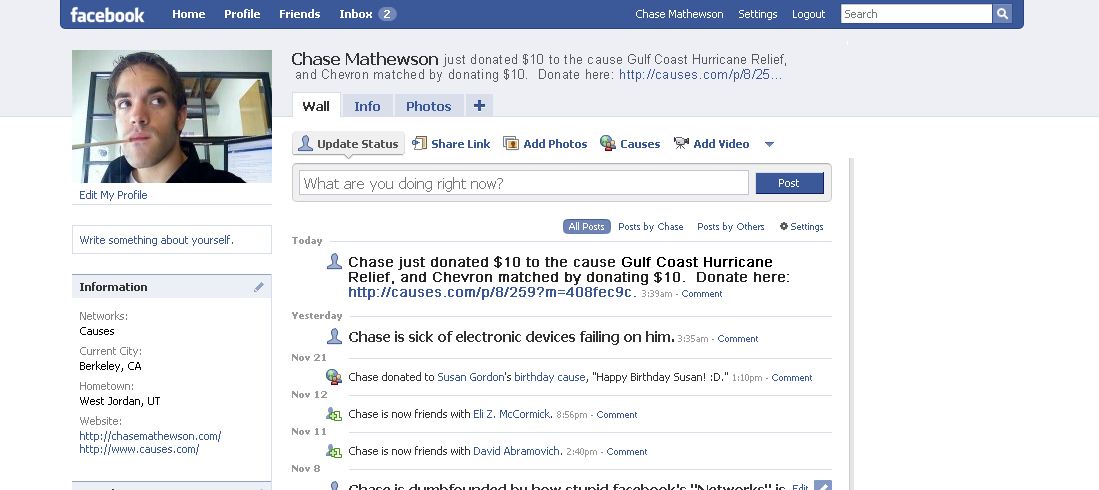 facebook Home Profile Friends Inbox 2 Chase Mathewson Settings Logout Search
Chase Mathewson just donated $10 to the cause Gulf Coast Hurricane Relief,
and Chevron matched by donating $10. Donate here: http://causes.com/p/8/25...
Wall Info Photos +
Update Status Share Link Add Photos Causes Add Video
What are you doing right now? Post
Edit My Profile
Write something about yourself.
Information
Networks:
Causes
Current City:
Berkeley, CA
Hometown:
West Jordan, UT
Website:
http://chasemathewson.com/
http://www.causes.com/
All Posts Posts by Chase Posts by Others Settings
Today
Chase just donated $10 to the cause Gulf Coast Hurricane
Relief, and Chevron matched by donating $10. Donate here:
http://causes.com/p/8/259?m=408fec9c. 3:39am - Comment
Yesterday
Chase is sick of electronic devices failing on him. 3:35am - Comment
Nov 21
Chase donated to Susan Gordon's birthday cause, "Happy Birthday Susan! :D." 1:10pm - Comment
Nov 12
Chase is now friends with Eli Z. McCormick. 8:56pm - Comment
Nov 11
Chase is now friends with David Abramovich. 2:40pm - Comment
Nov 8
Chase is dumbfounded by how stupid facebook's "Networks" is Edit